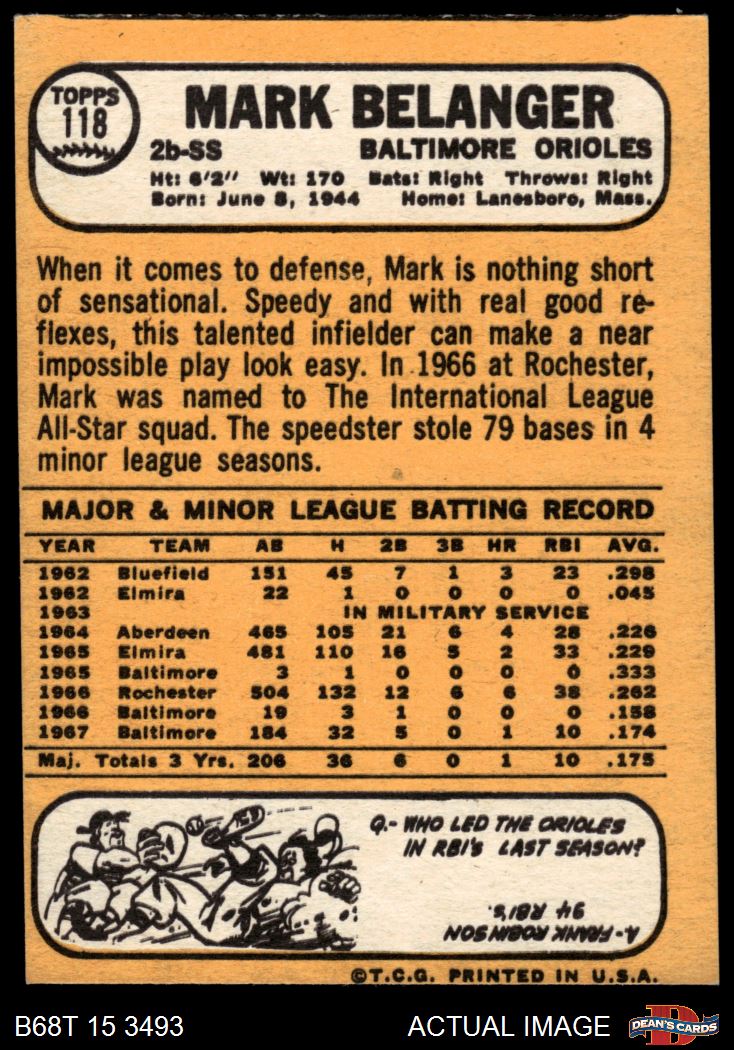 TOPPS
118
MARK BELANGER
2b-SS BALTIMORE ORIOLES
Ht: 6'2" Wt: 170 Bats: Right Throws: Right
Born: June 8, 1944 Home: Lanesboro, Mass.
When it comes to defense, Mark is nothing short
of sensational. Speedy and with real good re-
flexes, this talented infielder can make a near
impossible play look easy. In 1966 at Rochester,
Mark was named to The International League
All-Star squad. The speedster stole 79 bases in 4
minor league seasons.
MAJOR & MINOR LEAGUE BATTING RECORD
YEAR TEAM AB H 2B 3B HR RBI AVG.
1962 Bluefield 151 45 7 1 3 23 .298
1962 Elmira 22 1 0 0 0 0 .045
1963 IN MILITARY SERVICE
1964 Aberdeen 465 105 21 6 4 28 .226
1965 Elmira 481 110 16 5 2 33 .229
1965 Baltimore 3 1 0 0 0 0 .333
1966 Rochester 504 132 12 6 6 38 .262
1966 Baltimore 19 3 1 0 0 0 .158
1967 Baltimore 184 32 5 0 1 10 .174
Maj. Totals 3 Yrs. 206 36 6 0 1 10 .175
Q.- WHO LED THE ORIOLES
IN RBI's LAST SEASON?
A- FRANK ROBINSON
94 RBI's.
©T.C.G. PRINTED IN U.S.A.
B68T 15 3493 ACTUAL IMAGE
DEAN'S CARDS